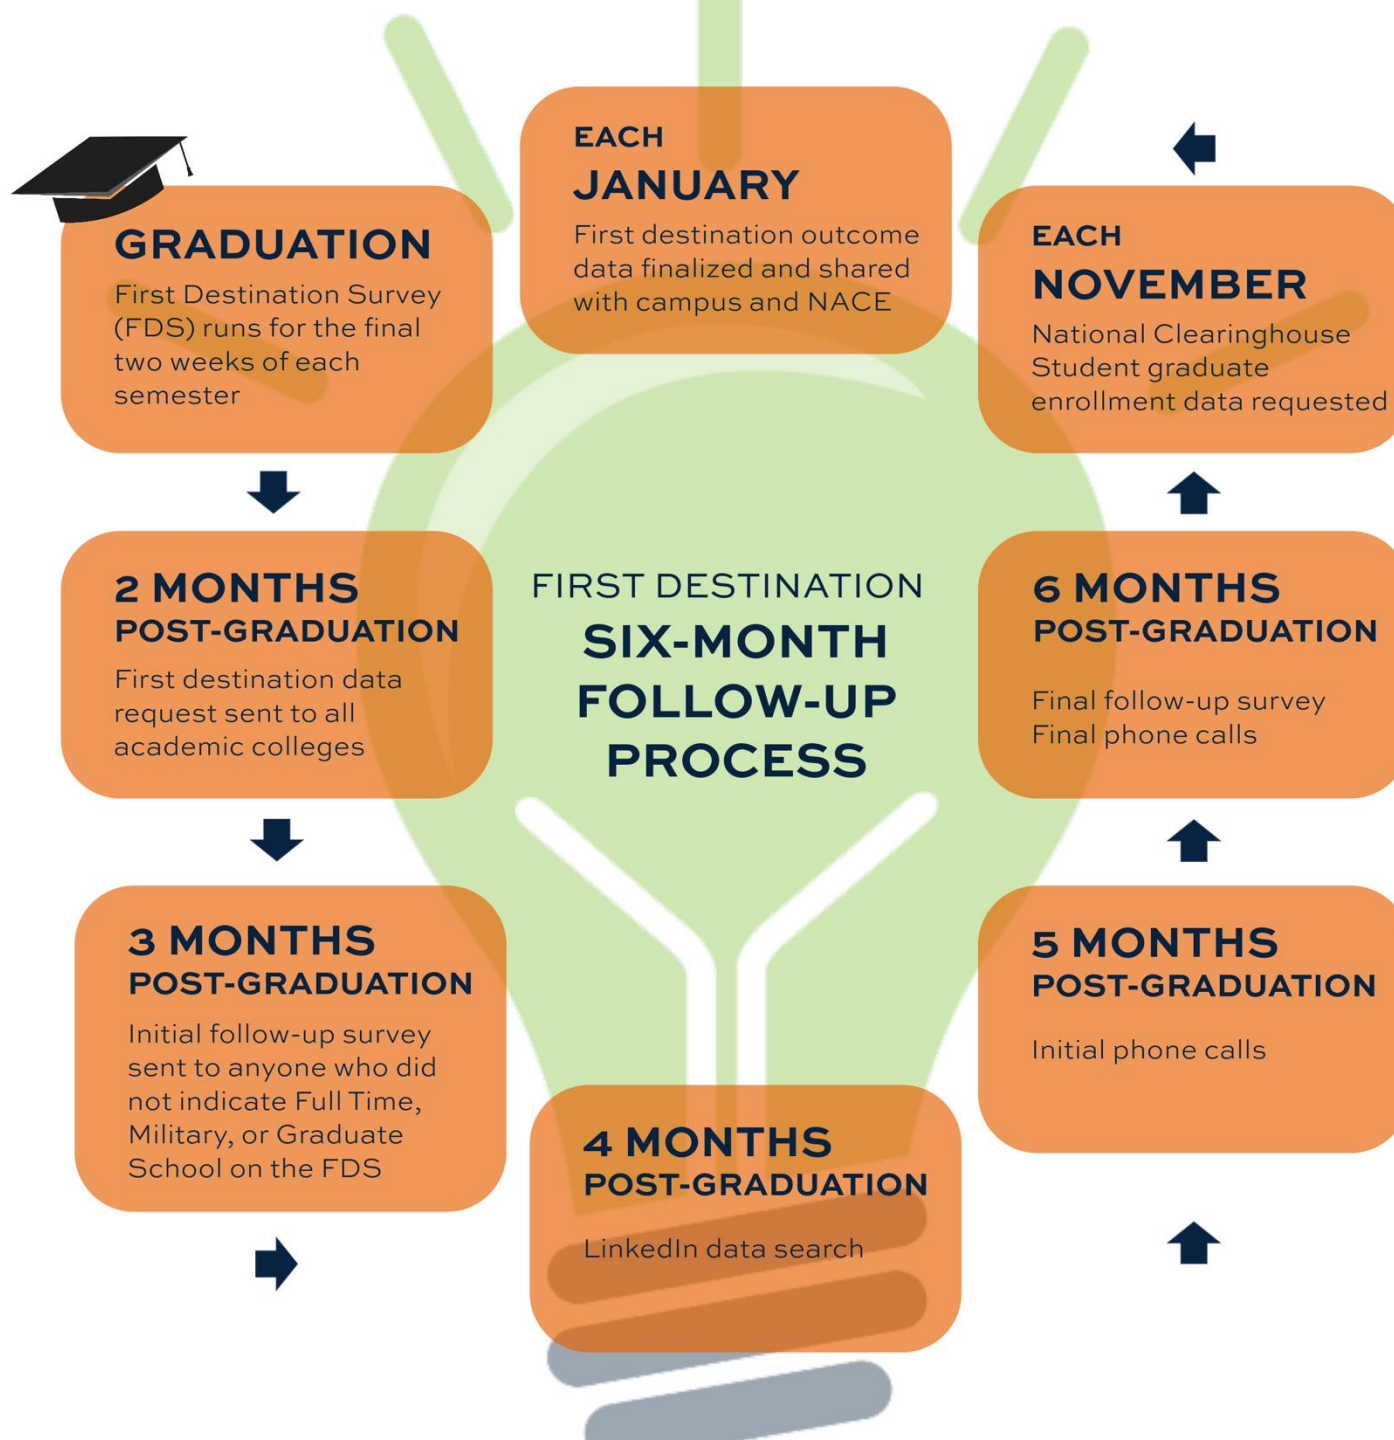 GRADUATION
First Destination Survey
(FDS) runs for the final
two weeks of each
semester
2 MONTHS
POST-GRADUATION
First destination data
request sent to all
academic colleges
3 MONTHS
POST-GRADUATION
Initial follow-up survey
sent to anyone who did
not indicate Full Time,
Military, or Graduate
School on the FDS
4 MONTHS
POST-GRADUATION
LinkedIn data search
5 MONTHS
POST-GRADUATION
Initial phone calls
6 MONTHS
POST-GRADUATION
Final follow-up survey
Final phone calls
EACH
NOVEMBER
National Clearinghouse
Student graduate
enrollment data requested
EACH
JANUARY
First destination outcome
data finalized and shared
with campus and NACE
FIRST DESTINATION
SIX-MONTH
FOLLOW-UP
PROCESS